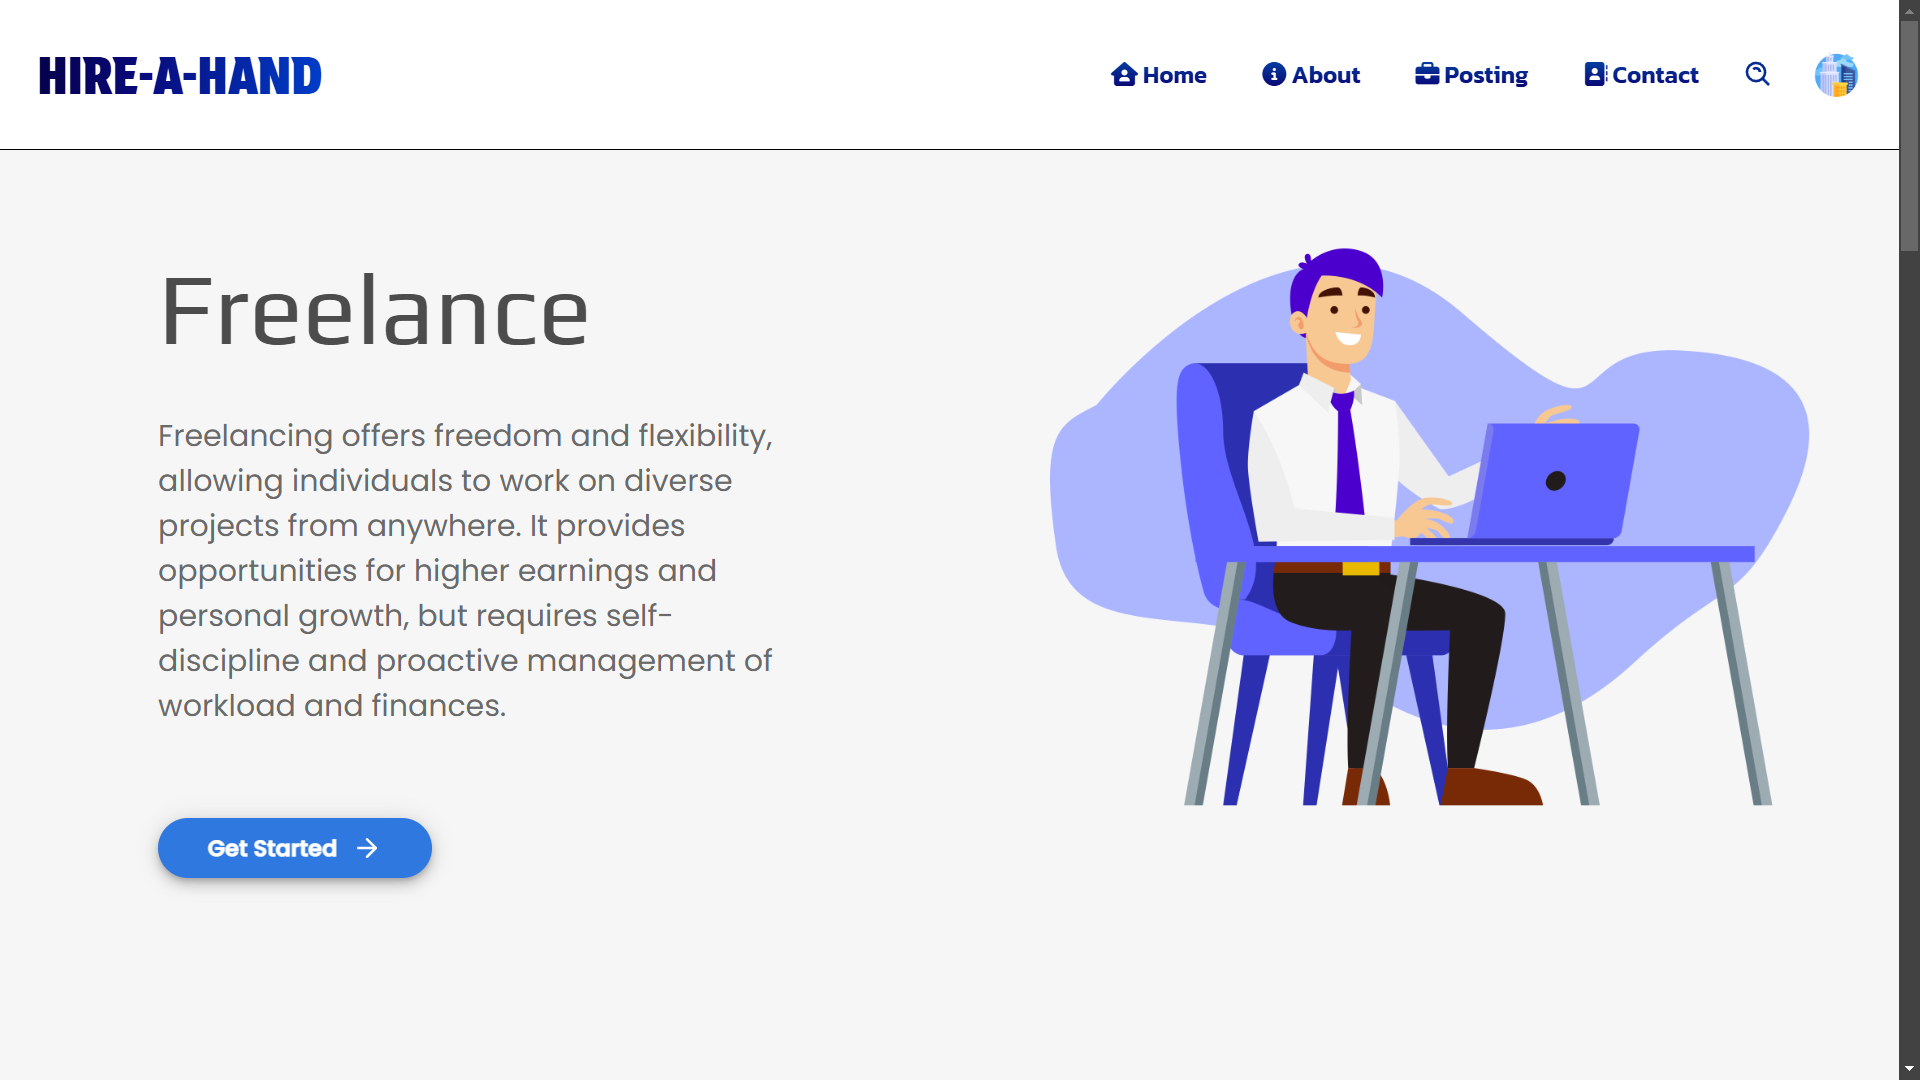 HIRE-A-HAND
Home About Posting Contact
Freelance
Freelancing offers freedom and flexibility,
allowing individuals to work on diverse
projects from anywhere. It provides
opportunities for higher earnings and
personal growth, but requires self-
discipline and proactive management of
workload and finances.
Get Started